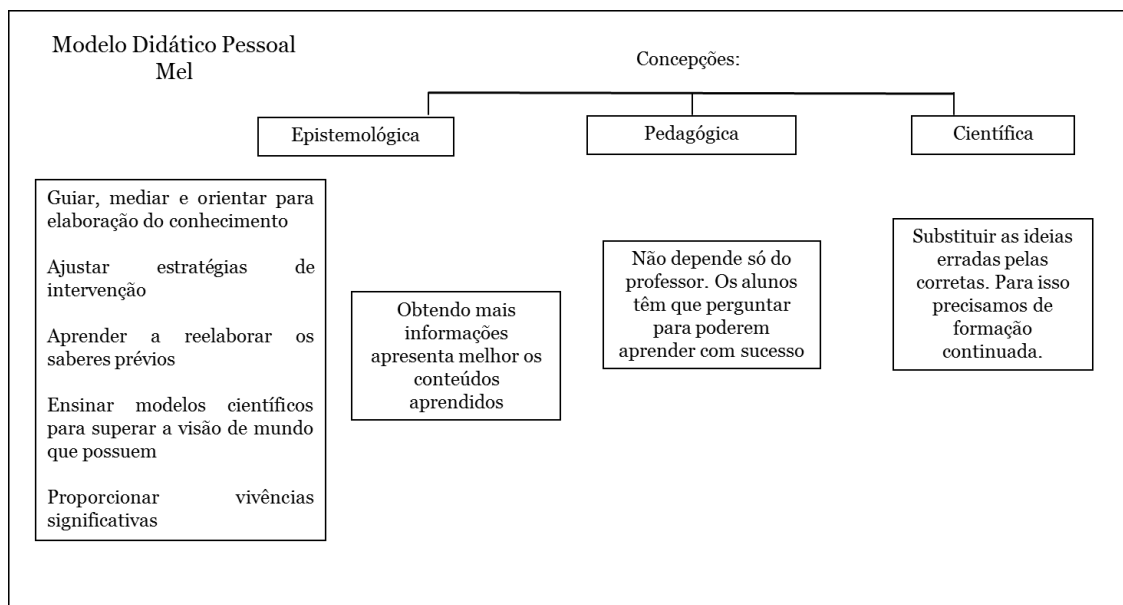 Modelo Didático Pessoal
Mel
Concepções:
Epistemológica
Pedagógica
Científica
Guiar, mediar e orientar para
elaboração do conhecimento
Ajustar estratégias de
intervenção
Aprender a reelaborar os
saberes prévios
Ensinar modelos científicos
para superar a visão de mundo
que possuem
Proporcionar vivências
significativas
Obtendo mais
informações
apresenta melhor os
conteúdos
aprendidos
Não depende só do
professor. Os alunos
têm que perguntar
para poderem
aprender com sucesso
Substituir as ideias
erradas pelas
corretas. Para isso
precisamos de
formação
continuada.